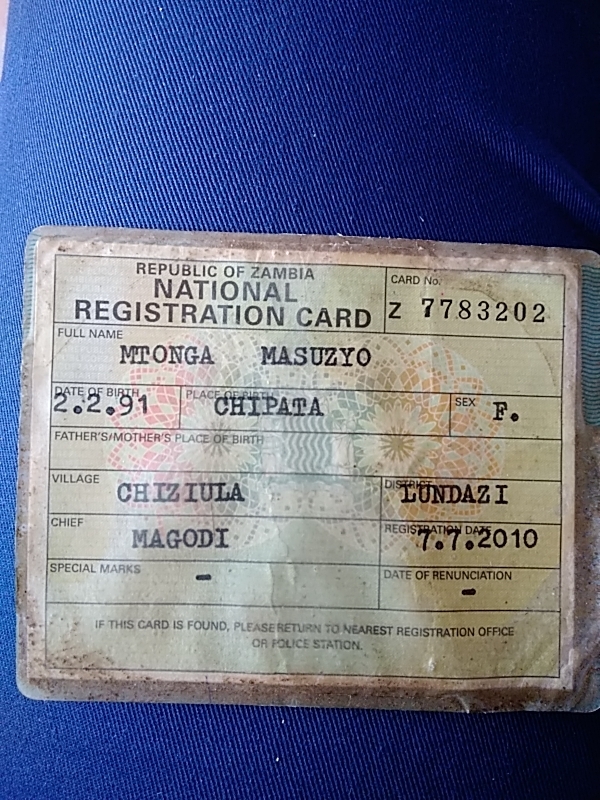 REPUBLIC OF ZAMBIA
NATIONAL
REGISTRATION CARD
CARD No.
Z 7783202
FULL NAME
MTONGA MASUZYO
DATE OF BIRTH
2.2.91
PLACE OF BIRTH
CHIPATA
SEX
F.
FATHER'S/MOTHER'S PLACE OF BIRTH
VILLAGE
CHIZIULA
DISTRICT
LUNDAZI
CHIEF
MAGODI
REGISTRATION DATE
7.7.2010
SPECIAL MARKS
-
DATE OF RENUNCIATION
-
IF THIS CARD IS FOUND, PLEASE RETURN TO NEAREST REGISTRATION OFFICE
OR POLICE STATION.